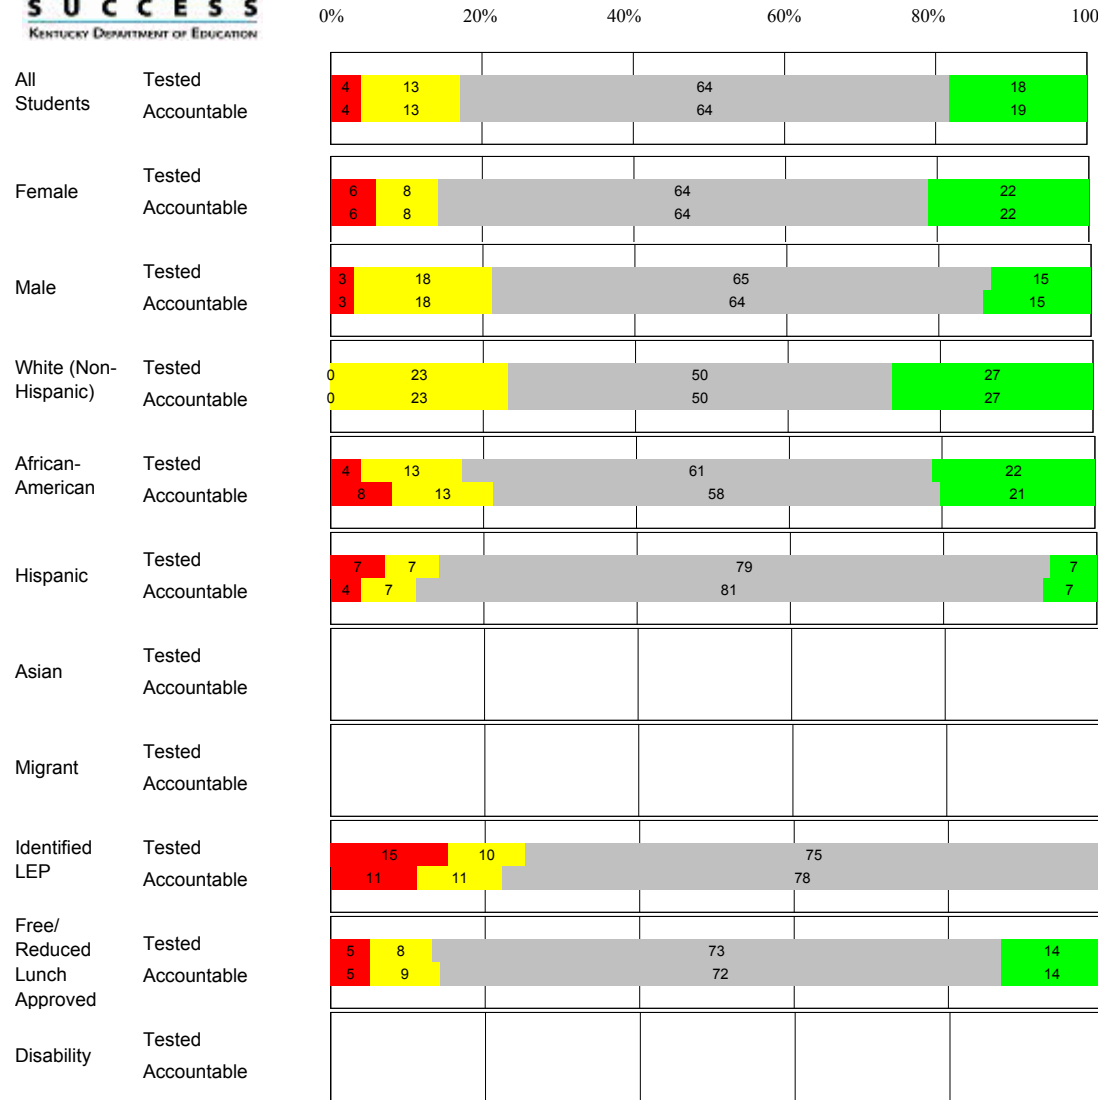 S U C C E S S
KENTUCKY DEPARTMENT OF EDUCATION
0% 20% 40% 60% 80% 100
All Students
Tested 4 13 64 18
Accountable 4 13 64 19
Female
Tested 6 8 64 22
Accountable 6 8 64 22
Male
Tested 3 18 65 15
Accountable 3 18 64 15
White (Non-
Hispanic)
Tested 0 23 50 27
Accountable 0 23 50 27
African-
American
Tested 4 13 61 22
Accountable 8 13 58 21
Hispanic
Tested 7 7 79 7
Accountable 4 7 81 7
Asian
Tested
Accountable
Migrant
Tested
Accountable
Identified
LEP
Tested 15 10 75
Accountable 11 11 78
Free/
Reduced
Lunch
Approved
Tested 5 8 73 14
Accountable 5 9 72 14
Disability
Tested
Accountable